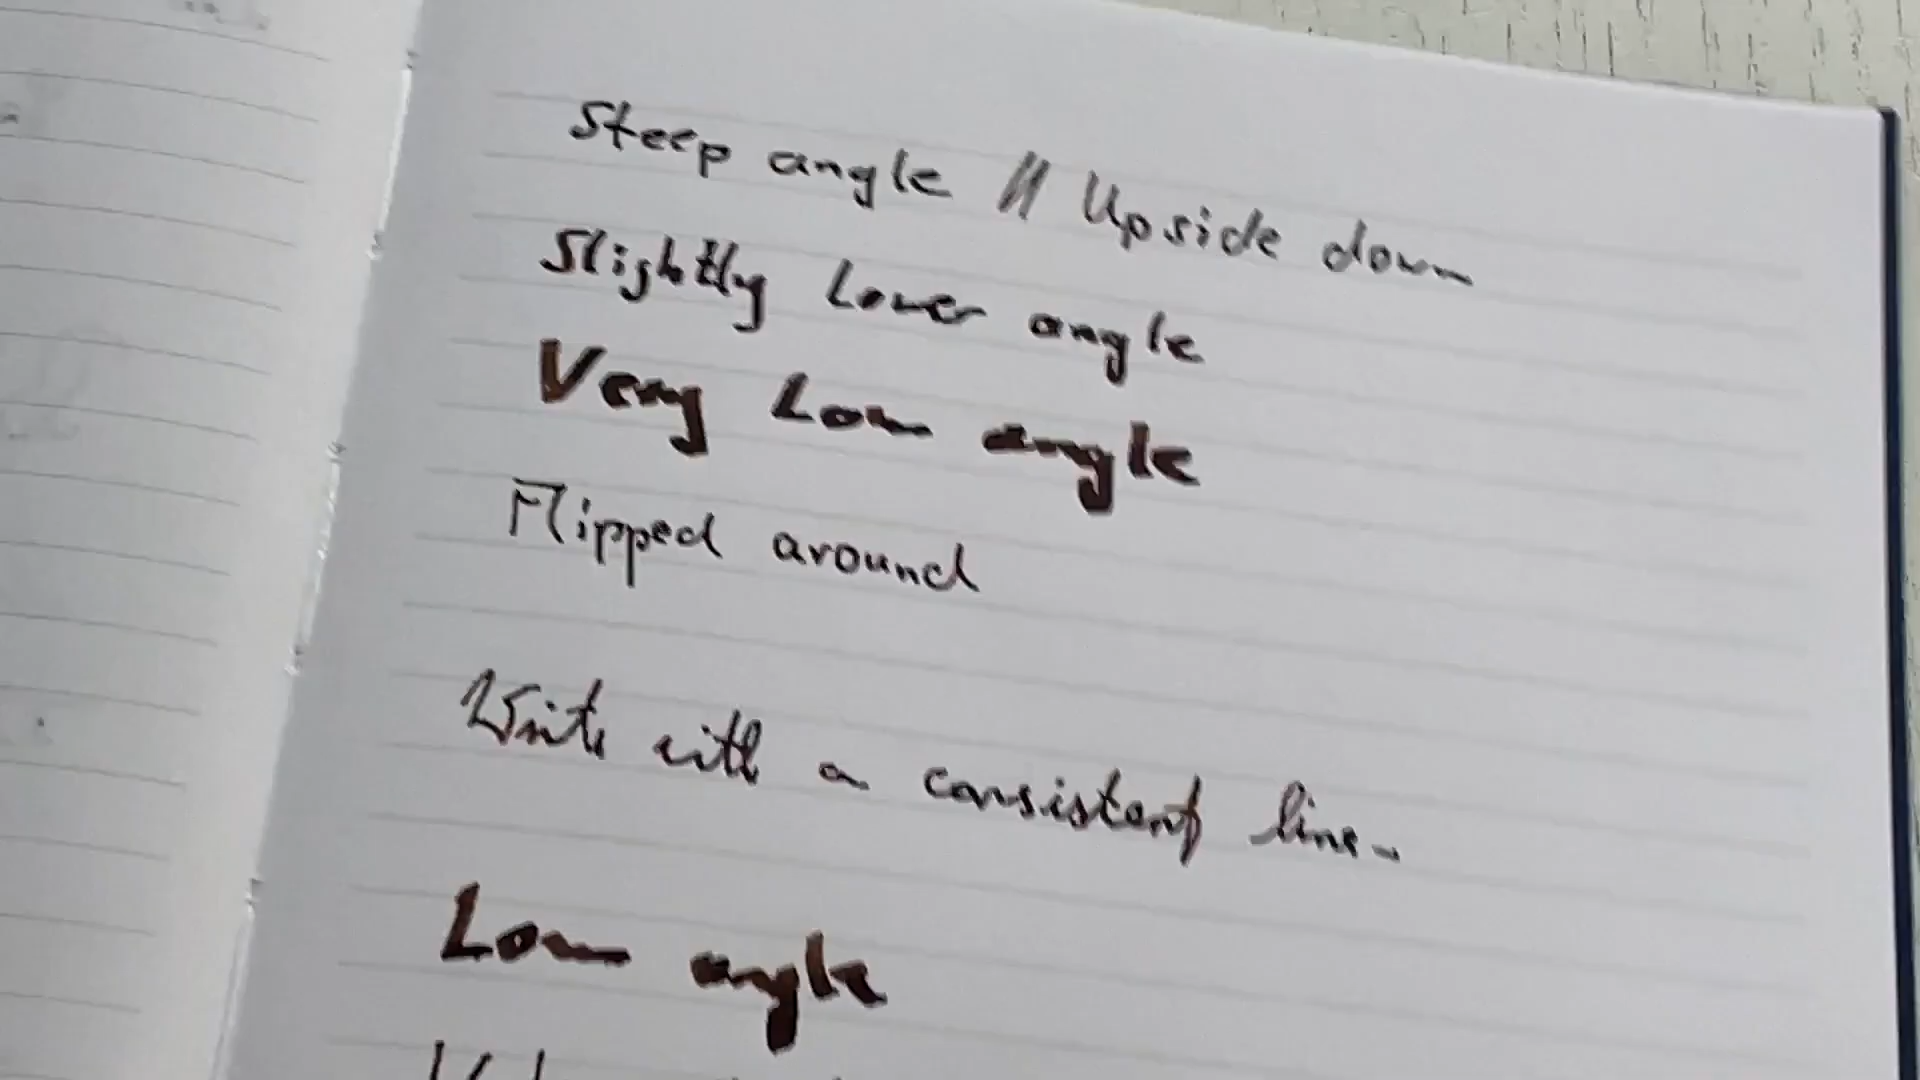 Steep angle // Upside down
Slightly Lower angle
Very Low angle
Flipped around
Write with a consistent line.
Low angle